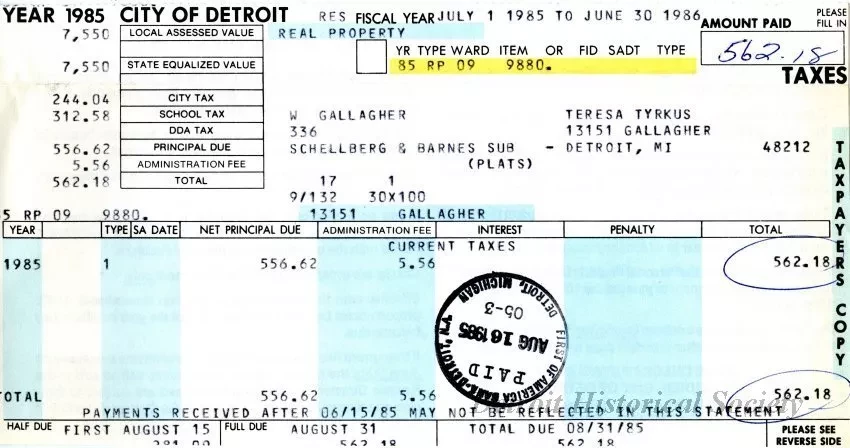 YEAR 1985 CITY OF DETROIT RES FISCAL YEAR JULY 1 1985 TO JUNE 30 1986 AMOUNT PAID PLEASE FILL IN
7,550 LOCAL ASSESSED VALUE REAL PROPERTY
YR TYPE WARD ITEM OR FID SADT TYPE 562.18
7,550 STATE EQUALIZED VALUE 85 RP 09 9880.
TAXES
244.04 CITY TAX
312.58 SCHOOL TAX W GALLAGHER TERESA TYRKUS
DDA TAX 336 13151 GALLAGHER
556.62 PRINCIPAL DUE SCHELLBERG & BARNES SUB - DETROIT, MI 48212
5.56 ADMINISTRATION FEE (PLATS)
562.18 TOTAL 17 1
9/132 30X100
5 RP 09 9880. 13151 GALLAGHER
YEAR TYPE SA DATE NET PRINCIPAL DUE ADMINISTRATION FEE INTEREST PENALTY TOTAL
CURRENT TAXES
1985 1 556.62 5.56 562.18
TAXPAYERS COPY
FIRST OF AMERICA BANK-DETROIT, N.A.
PAID
AUG 16 1985
05-3
DETROIT, MICHIGAN
OTAL 556.62 5.56 562.18
Detroit Historical Society
PAYMENTS RECEIVED AFTER 06/15/85 MAY NOT BE REFLECTED IN THIS STATEMENT
HALF DUE FIRST AUGUST 15 FULL DUE AUGUST 31 TOTAL DUE 08/31/85 PLEASE SEE
281.09 562.18 562.18 REVERSE SIDE